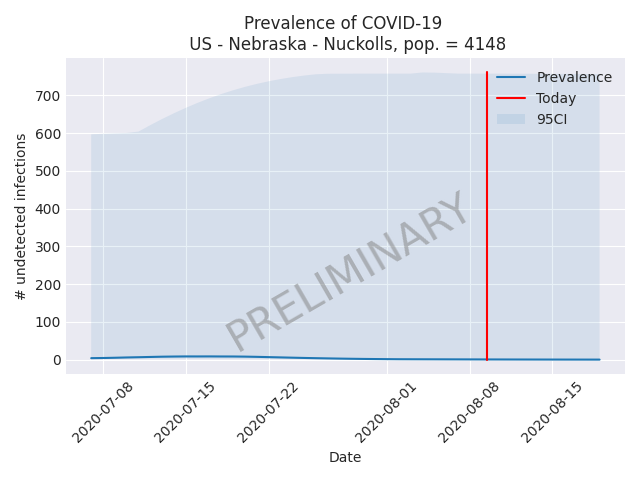 Prevalence of COVID-19
US - Nebraska - Nuckolls, pop. = 4148
# undetected infections
700
600
500
400
300
200
100
0
Prevalence
Today
95CI
PRELIMINARY
2020-07-08
2020-07-15
2020-07-22
2020-08-01
2020-08-08
2020-08-15
Date